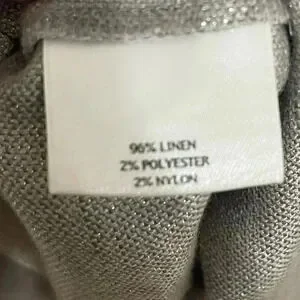 96% LINEN
2% POLYESTER
2% NYLON